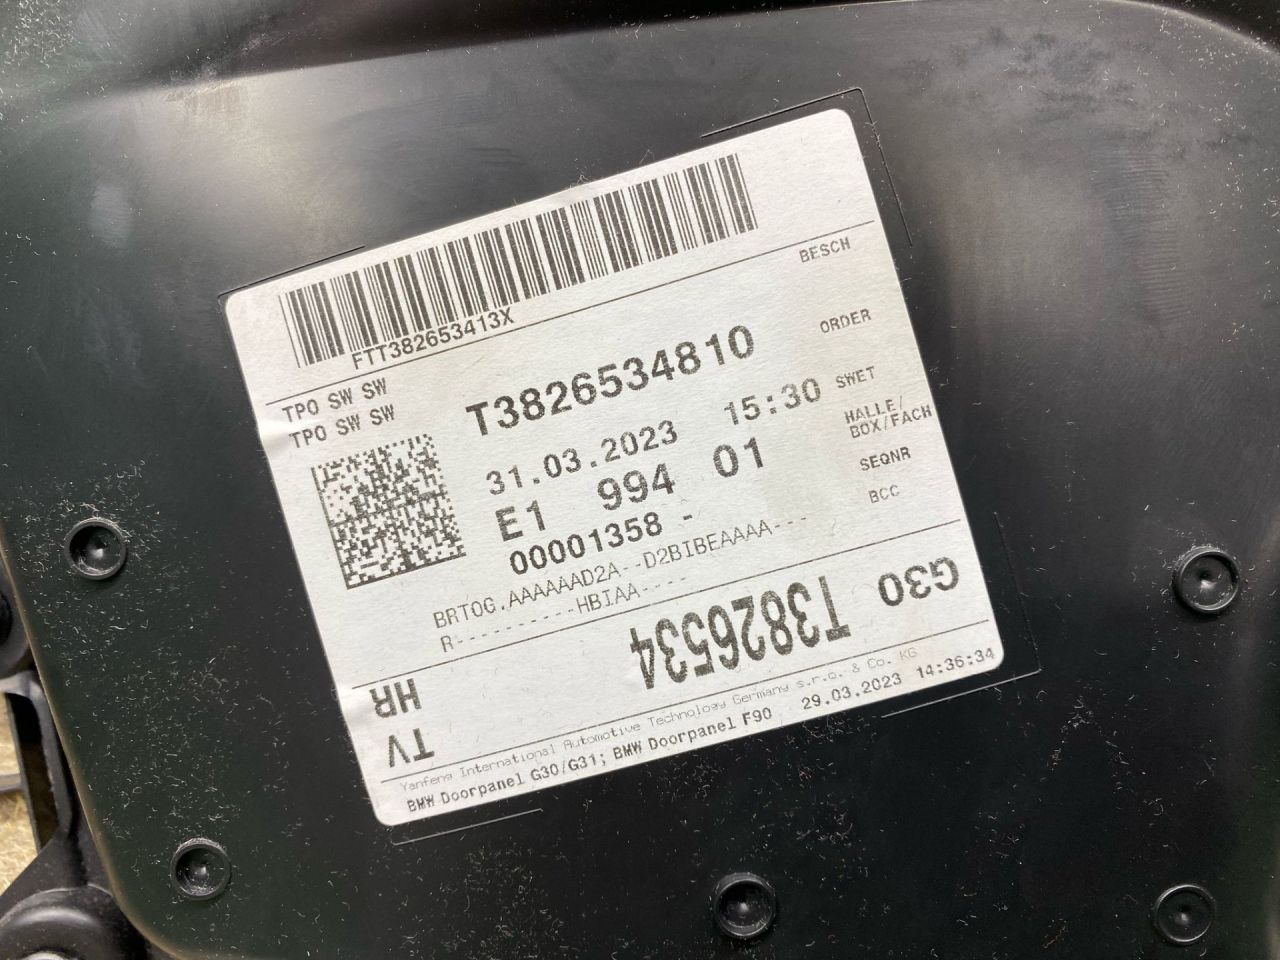 FTT382653413X
TPO SW SW
TPO SW SW
BESCH
T3826534810
ORDER
31.03.2023 15:30
SWET
E1 994 01
HALLE/
BOX/FACH
00001358 -
SEQNR
BRTOG.AAAAAAD2A--D2BIBEAAAA---
R---------HBIAA----
BCC
HR
T3826534
G30
TV
Yanfeng International Automotive Technology Germany s.r.o. & Co. KG
BMW Doorpanel G30/G31; BMW Doorpanel F90 29.03.2023 14:36:34